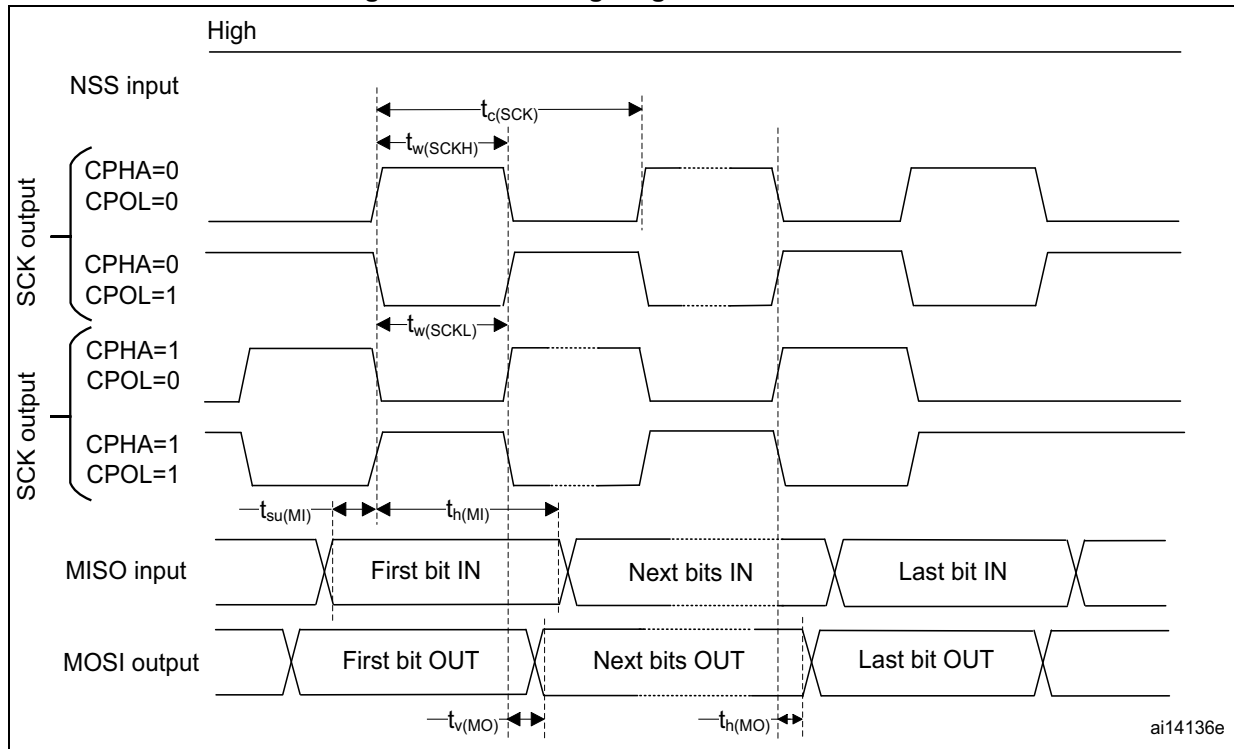 High
NSS input
tc(SCK)
tw(SCKH)
SCK output
CPHA=0
CPOL=0
CPHA=0
CPOL=1
tw(SCKL)
SCK output
CPHA=1
CPOL=0
CPHA=1
CPOL=1
tsu(MI)
th(MI)
MISO input
First bit IN
Next bits IN
Last bit IN
MOSI output
First bit OUT
Next bits OUT
Last bit OUT
tv(MO)
th(MO)
ai14136e